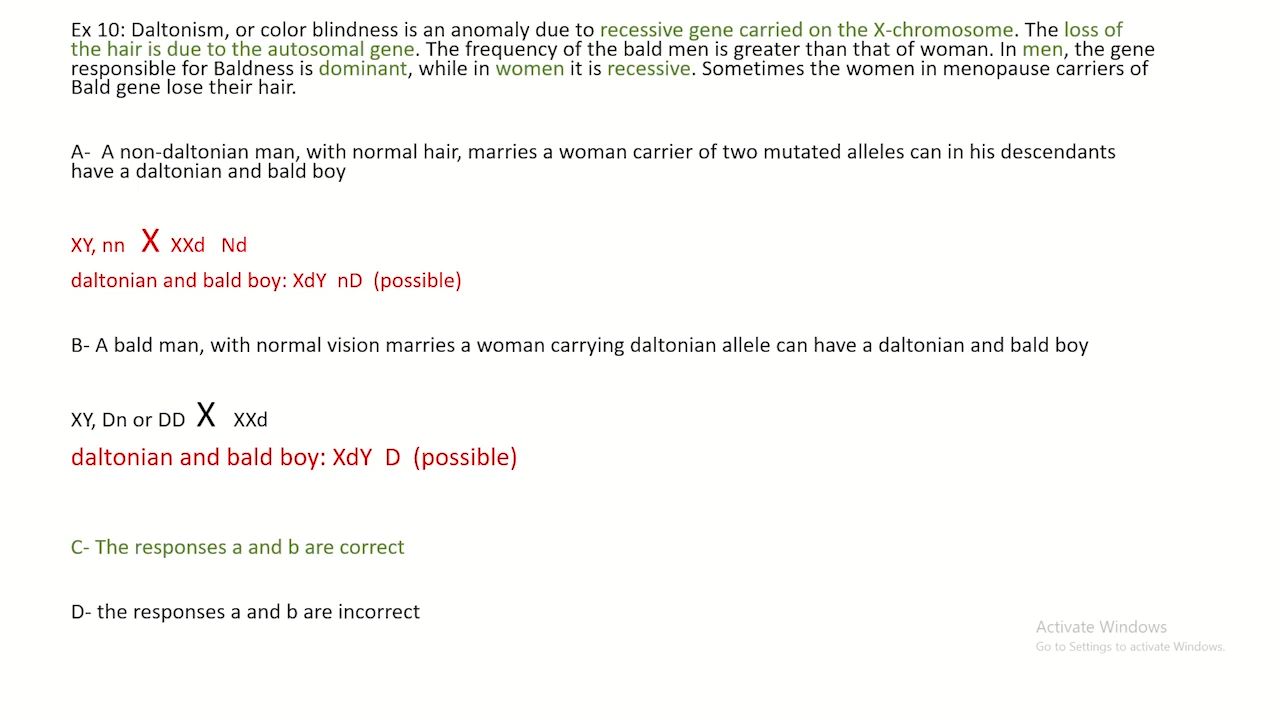 Ex 10: Daltonism, or color blindness is an anomaly due to recessive gene carried on the X-chromosome. The loss of
the hair is due to the autosomal gene. The frequency of the bald men is greater than that of woman. In men, the gene
responsible for Baldness is dominant, while in women it is recessive. Sometimes the women in menopause carriers of
Bald gene lose their hair.
A- A non-daltonian man, with normal hair, marries a woman carrier of two mutated alleles can in his descendants
have a daltonian and bald boy
XY, nn X XXd Nd
daltonian and bald boy: XdY nD (possible)
B- A bald man, with normal vision marries a woman carrying daltonian allele can have a daltonian and bald boy
XY, Dn or DD X XXd
daltonian and bald boy: XdY D (possible)
C- The responses a and b are correct
D- the responses a and b are incorrect
Activate Windows
Go to Settings to activate Windows.